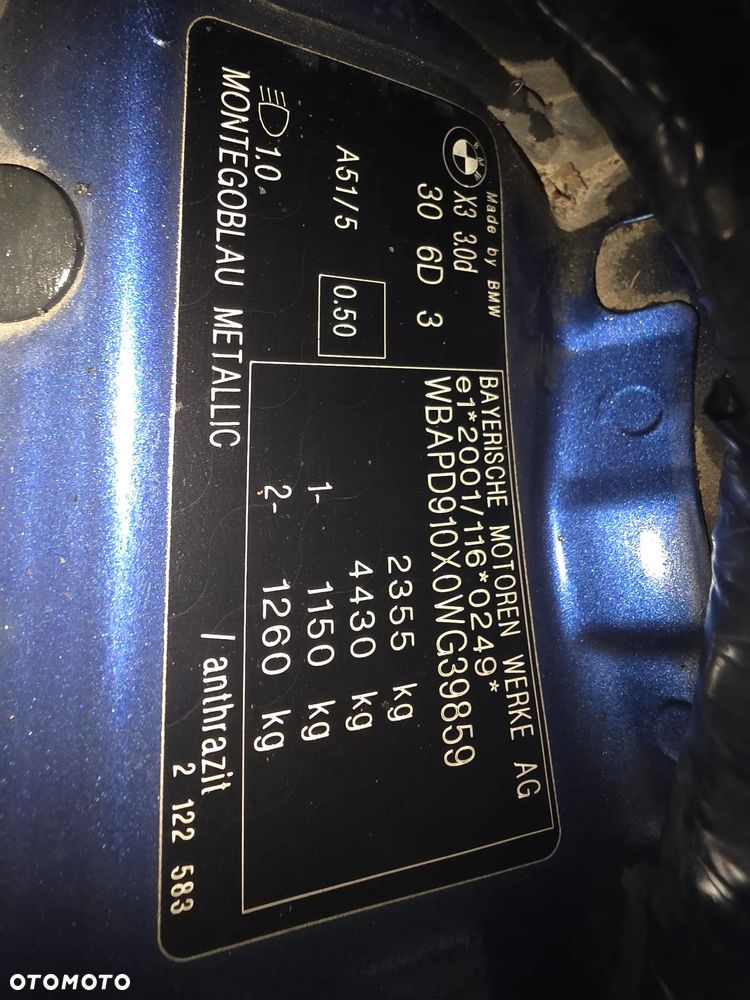 Made by BMW
X3 3.0d
30 6D 3
A51/5
0.50
1.0
BAYERISCHE MOTOREN WERKE AG
e1*2001/116*0249*
WBAPD910X0WG39859
2355 kg
4430 kg
1- 1150 kg
2- 1260 kg
MONTEGOBLAU METALLIC / anthrazit
2 122 583
OTOMOTO